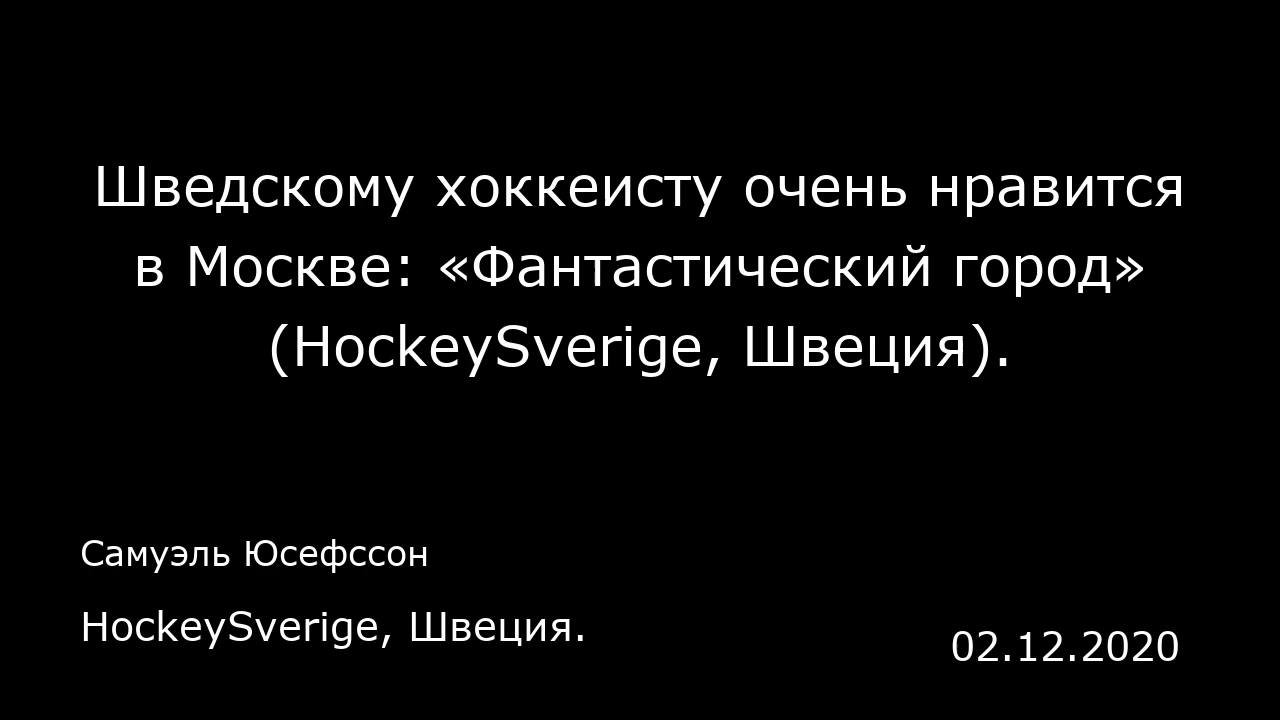 Шведскому хоккеисту очень нравится
в Москве: «Фантастический город»
(HockeySverige, Швеция).
Самуэль Юсефссон
HockeySverige, Швеция.
02.12.2020